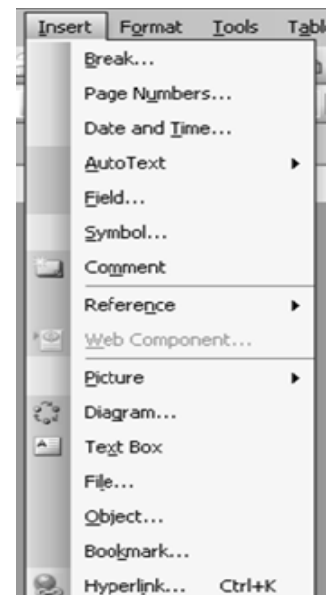 Insert Format Tools Tabl
Break...
Page Numbers...
Date and Time...
AutoText
Field...
Symbol...
Comment
Reference
Web Component...
Picture
Diagram...
Text Box
File...
Object...
Bookmark...
Hyperlink... Ctrl+K